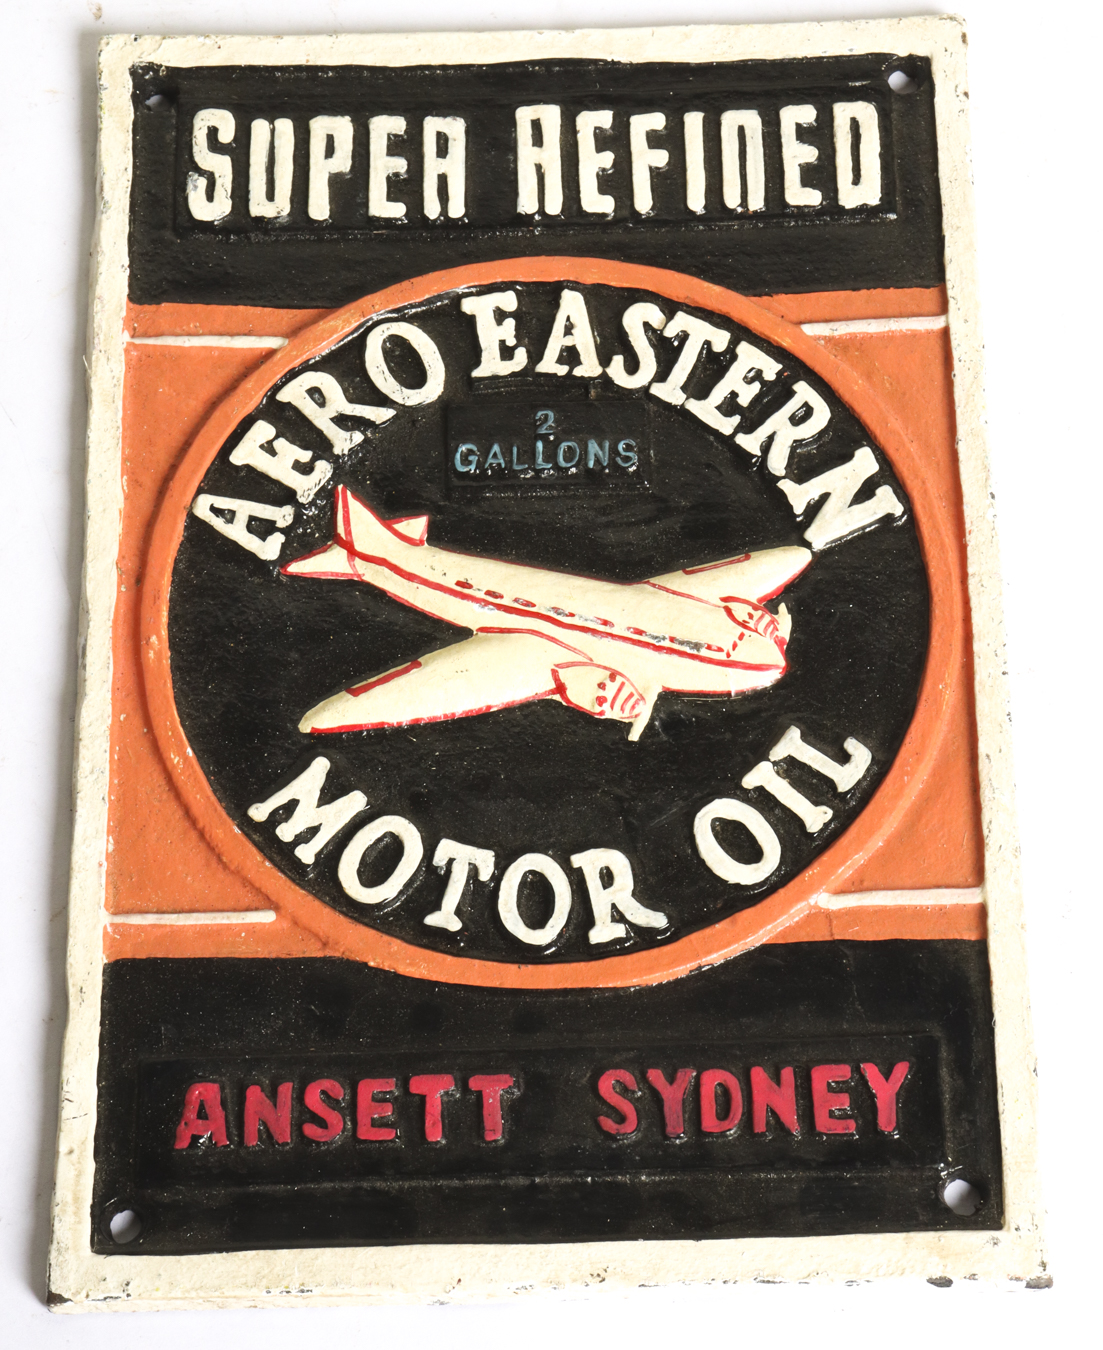 SUPER REFINED
AERO EASTERN
2
GALLONS
MOTOR OIL
ANSETT SYDNEY